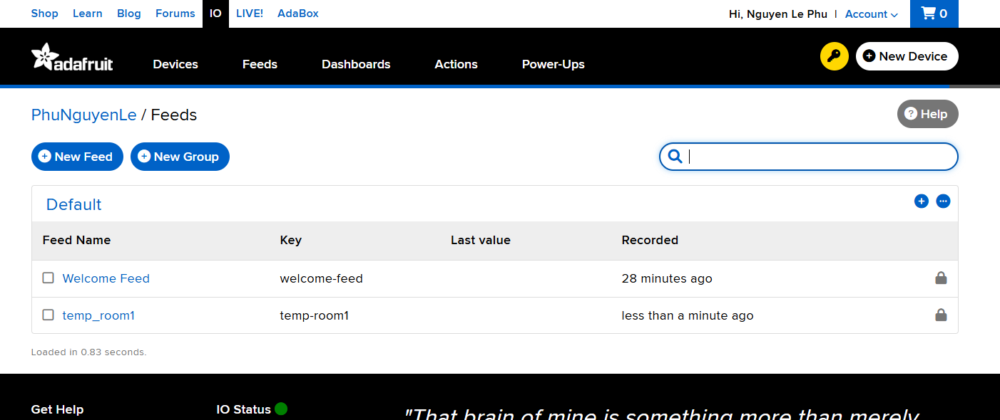 Shop Learn Blog Forums IO LIVE! AdaBox Hi, Nguyen Le Phu | Account 0
adafruit Devices Feeds Dashboards Actions Power-Ups New Device
PhuNguyenLe / Feeds ? Help
+ New Feed + New Group
Default
Feed Name Key Last value Recorded
Welcome Feed welcome-feed 28 minutes ago
temp_room1 temp-room1 less than a minute ago
Loaded in 0.83 seconds.
Get Help IO Status "That brain of mine is something more than merely